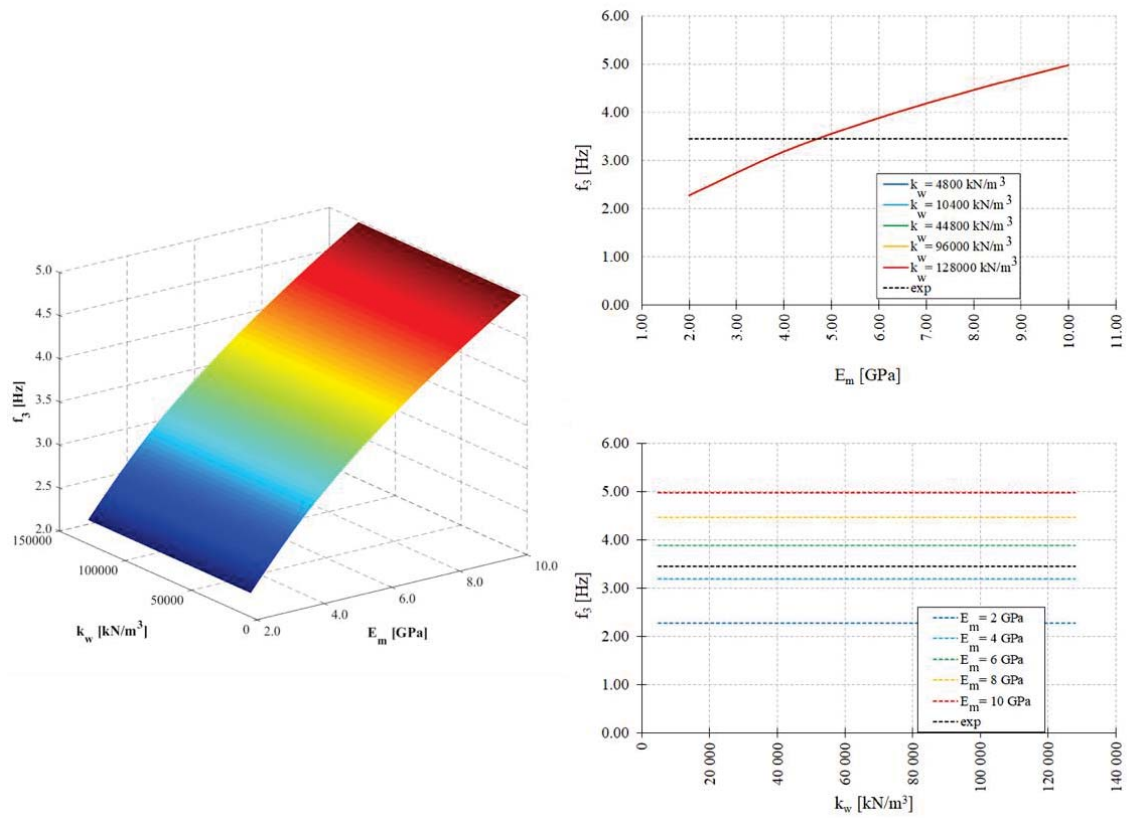 5.0
4.5
4.0
3.5
3.0
2.5
2.0
f3 [Hz]
150000
100000
50000
0
kw [kN/m3]
2.0
4.0
6.0
8.0
10.0
Em [GPa]
6.00
5.00
4.00
3.00
2.00
1.00
0.00
f3 [Hz]
kw= 4800 kN/m3
kw= 10400 kN/m3
kw= 44800 kN/m3
kw= 96000 kN/m3
kw= 128000 kN/m3
exp
1.00 2.00 3.00 4.00 5.00 6.00 7.00 8.00 9.00 10.00 11.00
Em [GPa]
6.00
5.00
4.00
3.00
2.00
1.00
0.00
f3 [Hz]
Em= 2 GPa
Em= 4 GPa
Em= 6 GPa
Em= 8 GPa
Em= 10 GPa
exp
0 20 000 40 000 60 000 80 000 100 000 120 000 140 000
kw [kN/m³]